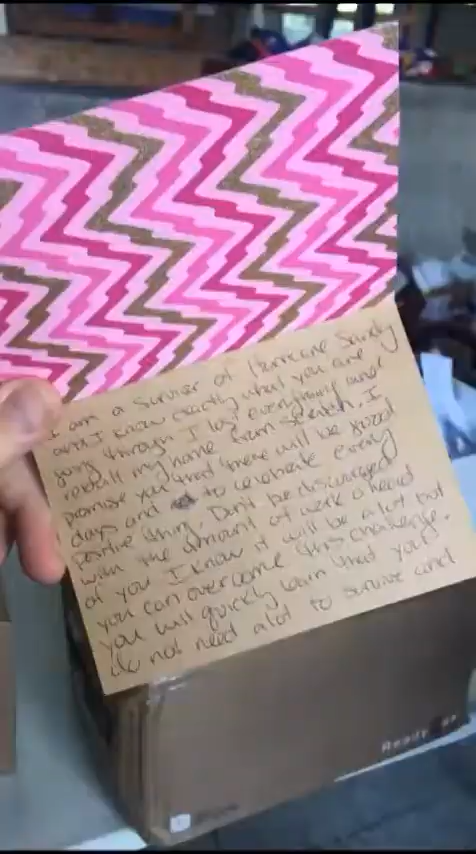 I am a survivor of Hurricane Sandy
and I know exactly what you are
going through I lost everything and
rebuilt my home from scratch. I
promise you that there will be good
days and to celebrate every
positive thing. Don't be discouraged
with the amount of work a head
of you I know it will be alot but
you can overcome this challenge.
you will quickly learn that you
do not need alot to survive and
Ready